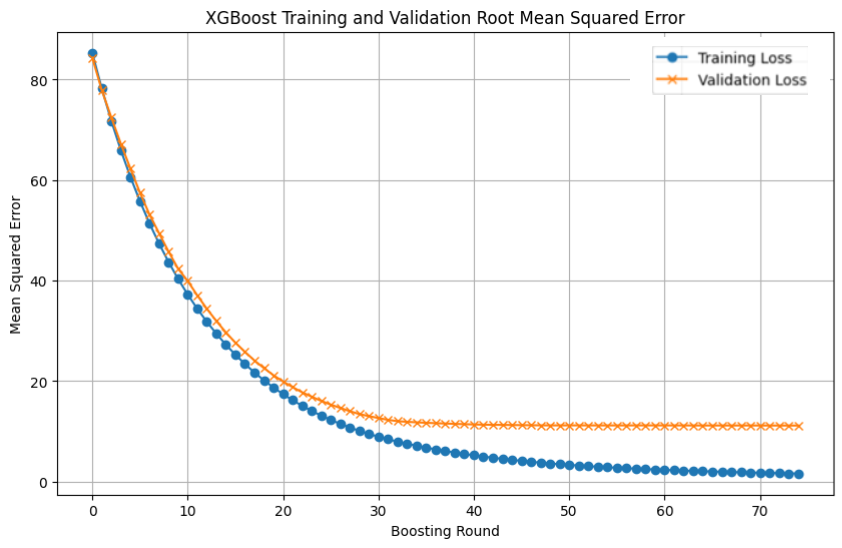 XGBoost Training and Validation Root Mean Squared Error
Training Loss
Validation Loss
Mean Squared Error
80
60
40
20
0
0 10 20 30 40 50 60 70
Boosting Round